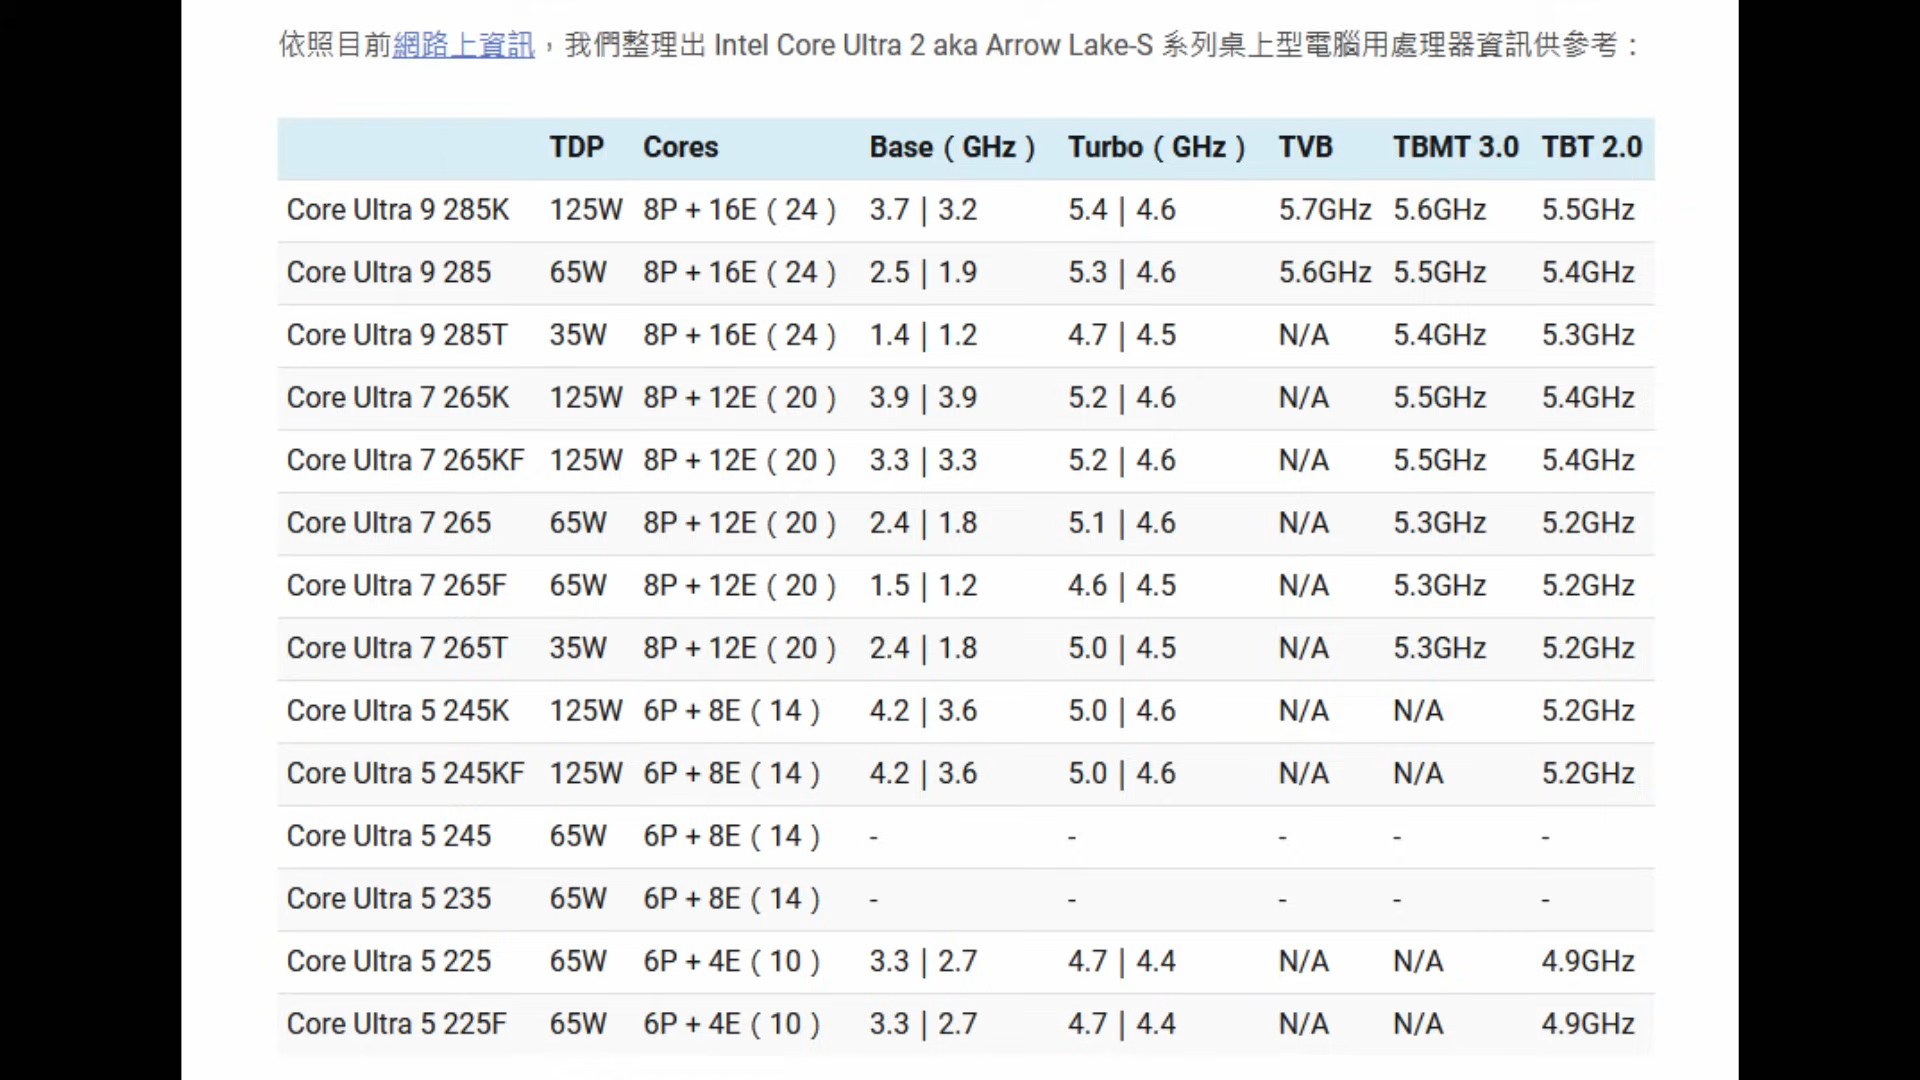 依照目前網路上資訊，我們整理出 Intel Core Ultra 2 aka Arrow Lake-S 系列桌上型電腦用處理器資訊供參考：
TDP Cores Base（GHz） Turbo（GHz） TVB TBMT 3.0 TBT 2.0
Core Ultra 9 285K 125W 8P + 16E（24） 3.7 | 3.2 5.4 | 4.6 5.7GHz 5.6GHz 5.5GHz
Core Ultra 9 285 65W 8P + 16E（24） 2.5 | 1.9 5.3 | 4.6 5.6GHz 5.5GHz 5.4GHz
Core Ultra 9 285T 35W 8P + 16E（24） 1.4 | 1.2 4.7 | 4.5 N/A 5.4GHz 5.3GHz
Core Ultra 7 265K 125W 8P + 12E（20） 3.9 | 3.9 5.2 | 4.6 N/A 5.5GHz 5.4GHz
Core Ultra 7 265KF 125W 8P + 12E（20） 3.3 | 3.3 5.2 | 4.6 N/A 5.5GHz 5.4GHz
Core Ultra 7 265 65W 8P + 12E（20） 2.4 | 1.8 5.1 | 4.6 N/A 5.3GHz 5.2GHz
Core Ultra 7 265F 65W 8P + 12E（20） 1.5 | 1.2 4.6 | 4.5 N/A 5.3GHz 5.2GHz
Core Ultra 7 265T 35W 8P + 12E（20） 2.4 | 1.8 5.0 | 4.5 N/A 5.3GHz 5.2GHz
Core Ultra 5 245K 125W 6P + 8E（14） 4.2 | 3.6 5.0 | 4.6 N/A N/A 5.2GHz
Core Ultra 5 245KF 125W 6P + 8E（14） 4.2 | 3.6 5.0 | 4.6 N/A N/A 5.2GHz
Core Ultra 5 245 65W 6P + 8E（14） - - - - -
Core Ultra 5 235 65W 6P + 8E（14） - - - - -
Core Ultra 5 225 65W 6P + 4E（10） 3.3 | 2.7 4.7 | 4.4 N/A N/A 4.9GHz
Core Ultra 5 225F 65W 6P + 4E（10） 3.3 | 2.7 4.7 | 4.4 N/A N/A 4.9GHz